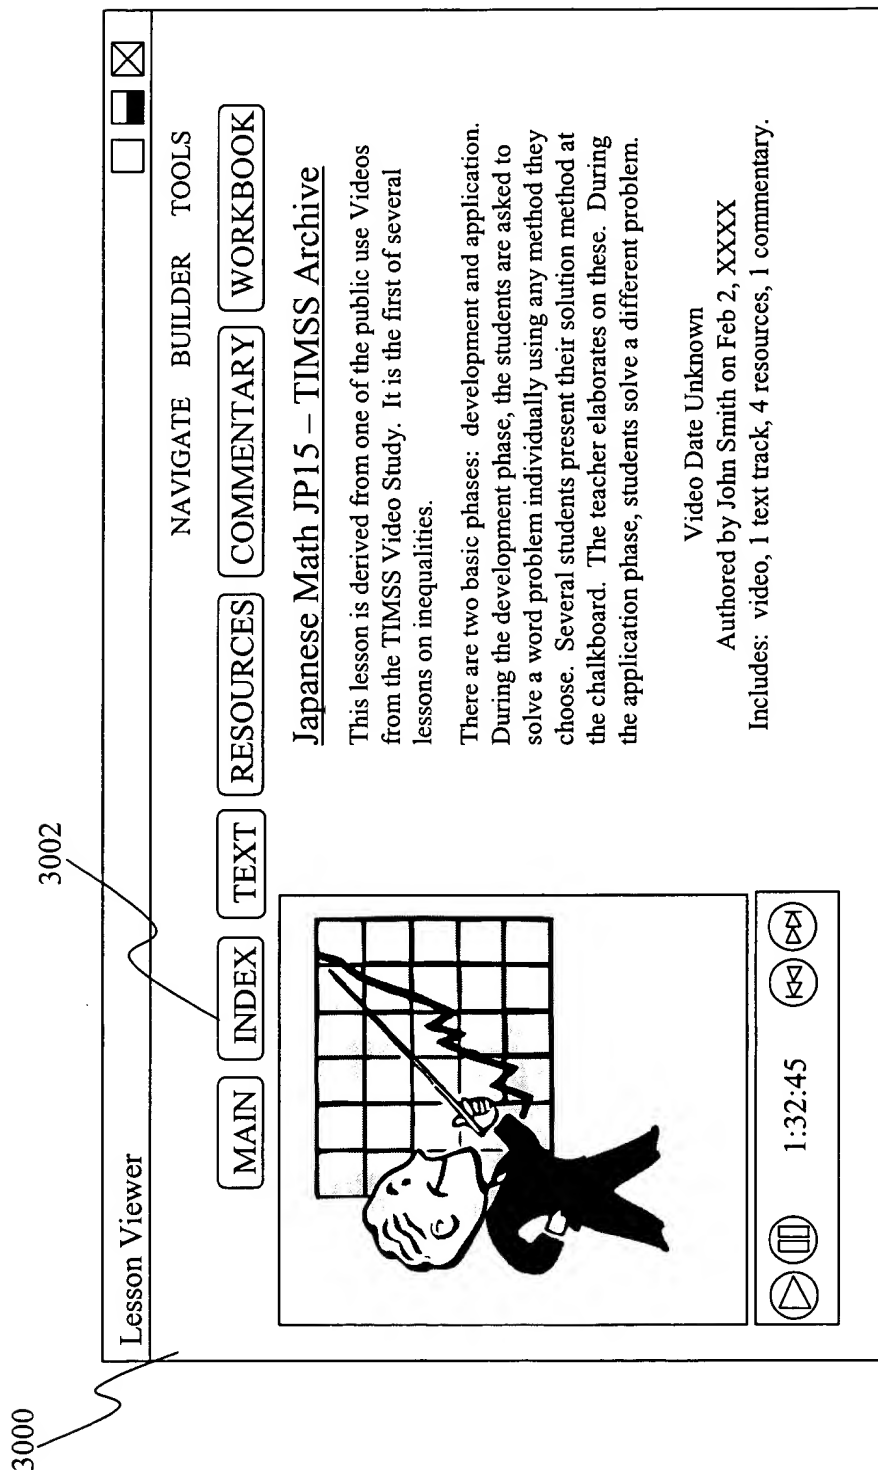 3000
3002
Lesson Viewer
NAVIGATE BUILDER TOOLS
MAIN INDEX TEXT RESOURCES COMMENTARY WORKBOOK
Japanese Math JP15 – TIMSS Archive
This lesson is derived from one of the public use Videos
from the TIMSS Video Study. It is the first of several
lessons on inequalities.
There are two basic phases: development and application.
During the development phase, the students are asked to
solve a word problem individually using any method they
choose. Several students present their solution method at
the chalkboard. The teacher elaborates on these. During
the application phase, students solve a different problem.
Video Date Unknown
Authored by John Smith on Feb 2, XXXX
Includes: video, 1 text track, 4 resources, 1 commentary.
1:32:45